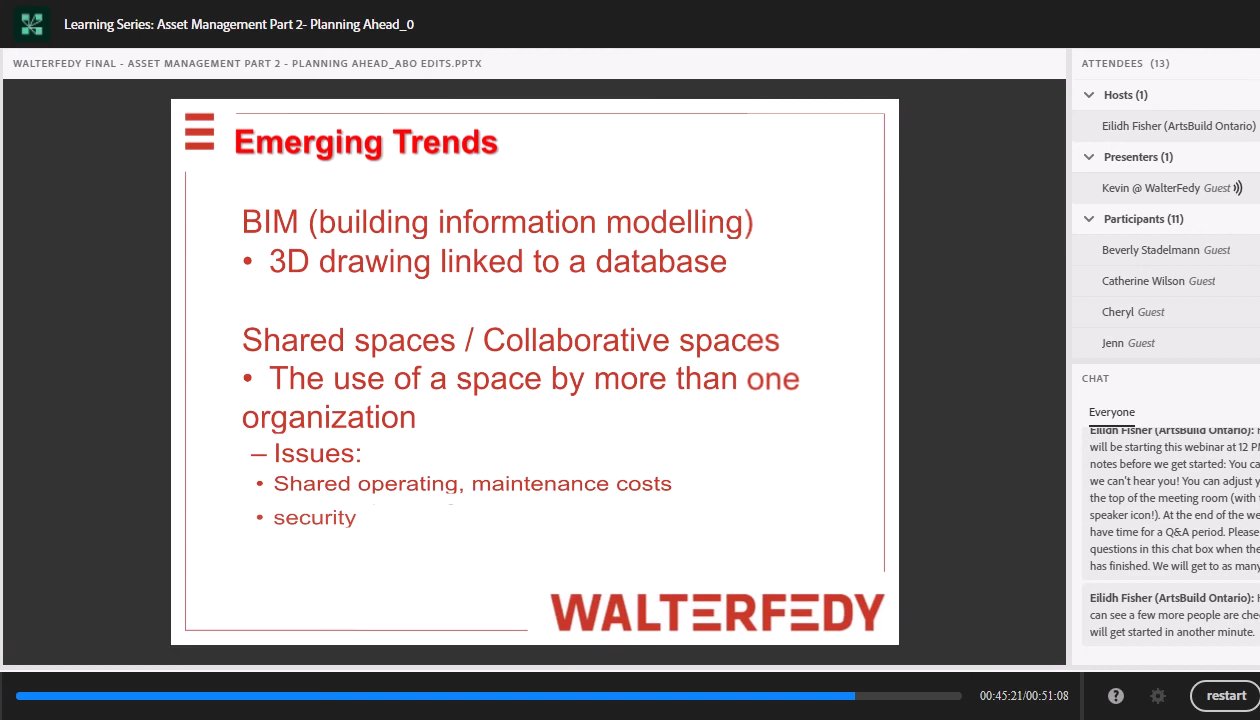 Learning Series: Asset Management Part 2- Planning Ahead_0
WALTERFEDY FINAL - ASSET MANAGEMENT PART 2 - PLANNING AHEAD_ABO EDITS.PPTX
Emerging Trends
BIM (building information modelling)
• 3D drawing linked to a database
Shared spaces / Collaborative spaces
• The use of a space by more than one
organization
– Issues:
• Shared operating, maintenance costs
• security
WALTERFEDY
ATTENDEES (13)
Hosts (1)
Eilidh Fisher (ArtsBuild Ontario)
Presenters (1)
Kevin @ WalterFedy Guest
Participants (11)
Beverly Stadelmann Guest
Catherine Wilson Guest
Cheryl Guest
Jenn Guest
CHAT
Everyone
Eilidh Fisher (ArtsBuild Ontario):
will be starting this webinar at 12 P
notes before we get started: You ca
we can't hear you! You can adjust y
the top of the meeting room (with
speaker icon!). At the end of the we
have time for a Q&A period. Please
questions in this chat box when the
has finished. We will get to as many
Eilidh Fisher (ArtsBuild Ontario):
can see a few more people are che
will get started in another minute.
00:45:21/00:51:08
restart